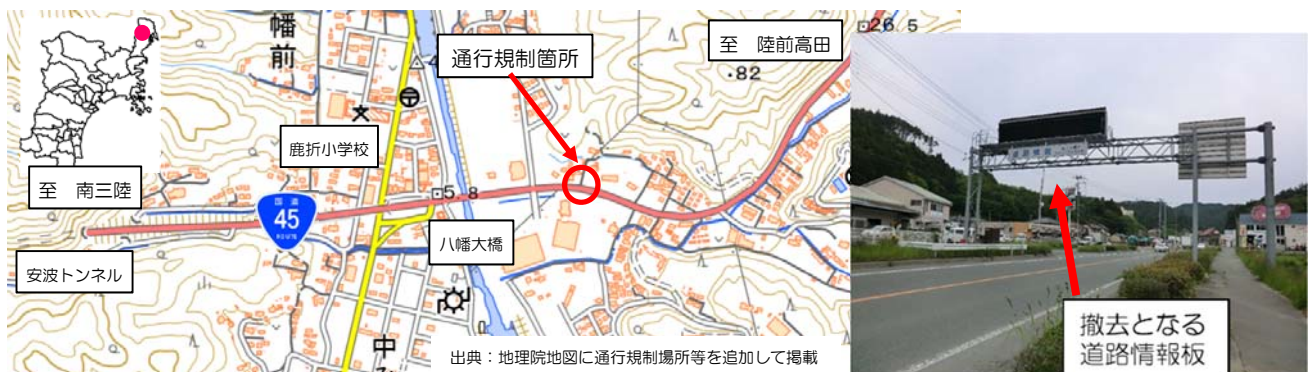 幡
前
通行規制箇所
至 陸前高田
26.5
・82
鹿折小学校
至 南三陸
国道
45
ROUTE
5.8
八幡大橋
安波トンネル
中
出典：地理院地図に通行規制場所等を追加して掲載
撤去となる
道路情報板